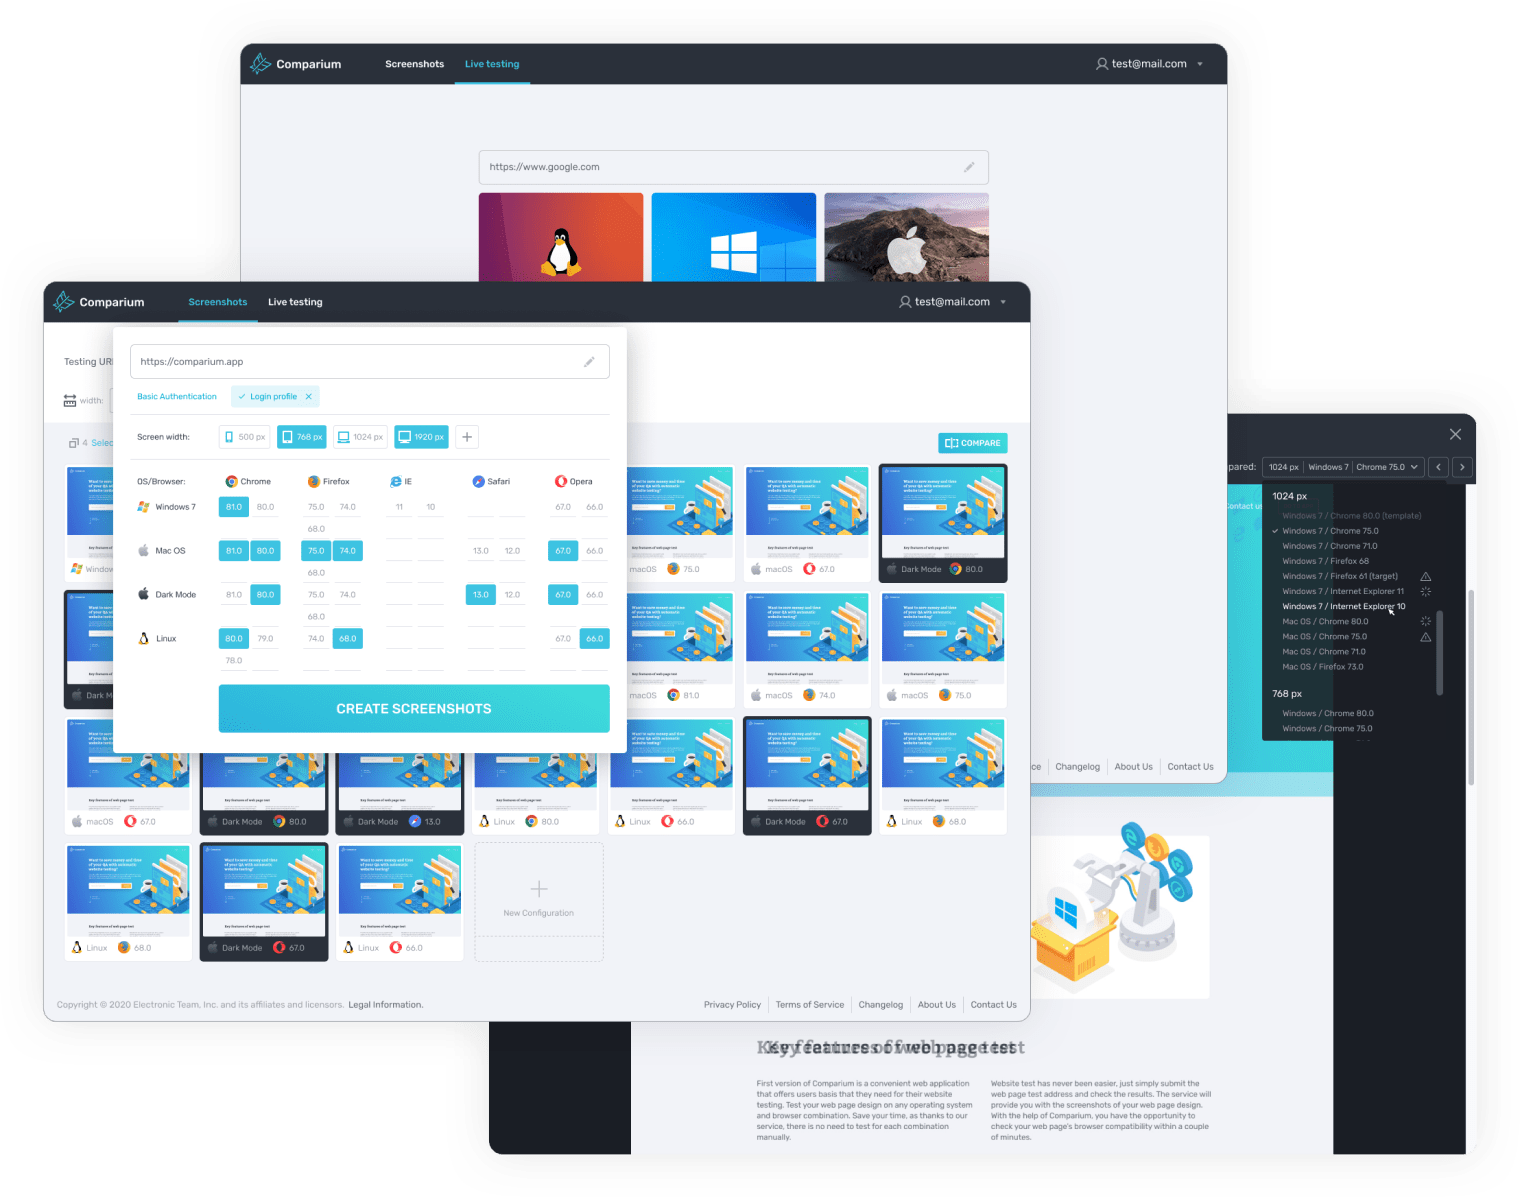 Comparium
Screenshots
Live testing
test@mail.com
https://www.google.com
Comparium
Screenshots
Live testing
test@mail.com
Testing URL
https://comparium.app
width:
Basic Authentication
Login profile
4 Selec
Screen width:
500 px
768 px
1024 px
1920 px
COMPARE
OS/Browser:
Chrome
Firefox
IE
Safari
Opera
Windows 7
81.0 80.0
75.0 74.0
11 10
67.0 66.0
68.0
Mac OS
81.0 80.0
75.0 74.0
13.0 12.0
67.0 66.0
68.0
Dark Mode
81.0 80.0
75.0 74.0
13.0 12.0
67.0 66.0
68.0
Linux
80.0 79.0
74.0 68.0
67.0 66.0
78.0
CREATE SCREENSHOTS
Window
macOS 75.0
macOS 67.0
Dark Mode 80.0
Dark M
macOS 81.0
macOS 74.0
macOS 75.0
macOS 67.0
Dark Mode 80.0
Dark Mode 13.0
Linux 80.0
Linux 66.0
Dark Mode 67.0
Linux 68.0
Linux 68.0
Dark Mode 67.0
Linux 66.0
New Configuration
Copyright © 2020 Electronic Team, Inc. and its affiliates and licensors. Legal Information.
Privacy Policy
Terms of Service
Changelog
About Us
Contact Us
pared:
1024 px
Windows 7
Chrome 75.0
Contact us
1024 px
Windows 7 / Chrome 80.0 (template)
Windows 7 / Chrome 75.0
Windows 7 / Chrome 71.0
Windows 7 / Firefox 68
Windows 7 / Firefox 61 (target)
Windows 7 / Internet Explorer 11
Windows 7 / Internet Explorer 10
Mac OS / Chrome 80.0
Mac OS / Chrome 75.0
Mac OS / Chrome 71.0
Mac OS / Firefox 73.0
768 px
Windows / Chrome 80.0
Windows / Chrome 75.0
ce
Changelog
About Us
Contact Us
Key features of web page test
First version of Comparium is a convenient web application
that offers users basis that they need for their website
testing. Test your web page design on any operating system
and browser combination. Save your time, as thanks to our
service, there is no need to test for each combination
manually.
Website test has never been easier, just simply submit the
web page test address and check the results. The service will
provide you with the screenshots of your web page design.
With the help of Comparium, you have the opportunity to
check your web page's browser compatibility within a couple
of minutes.